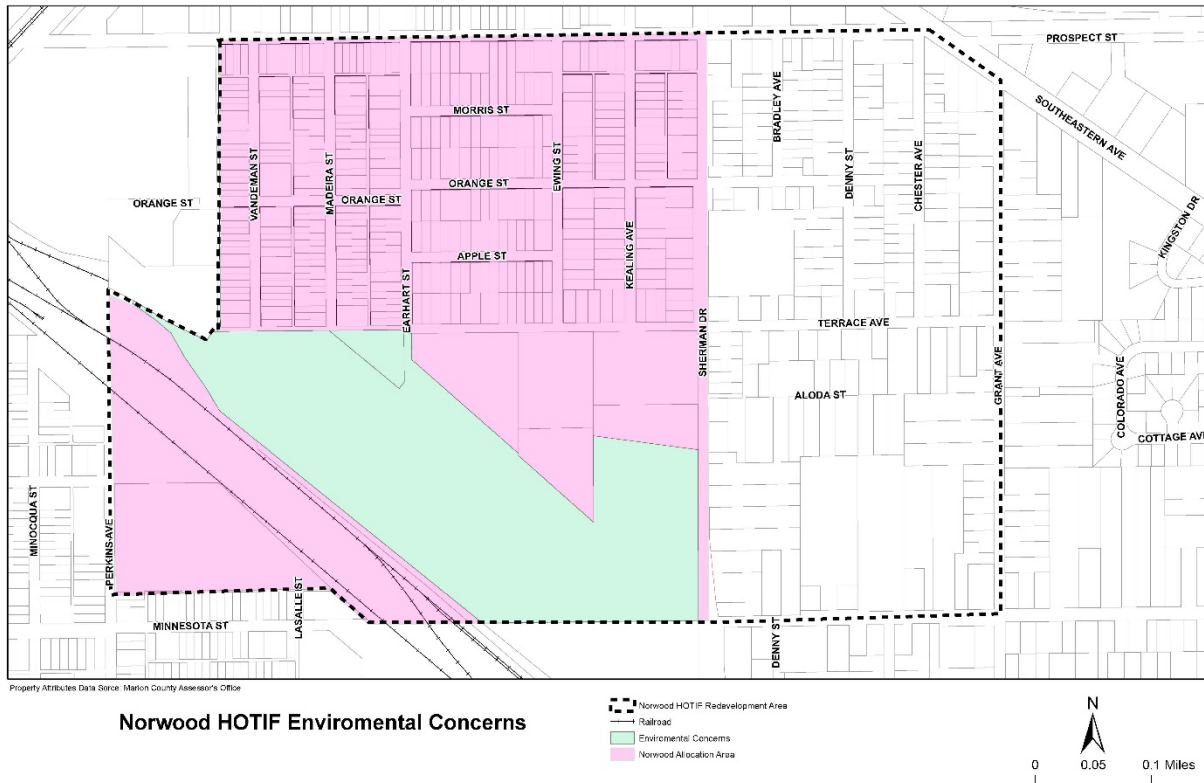 PROSPECT ST
SOUTHEASTERN AVE
BRADLEY AVE
MORRIS ST
VANDEMAN ST
MADEIRA ST
EWING ST
DENNY ST
CHESTER AVE
ORANGE ST
ORANGE ST
ORANGE ST
KINGSTON DR
KEALING AVE
APPLE ST
EARHART ST
SHERMAN DR
TERRACE AVE
GRANT AVE
ALODA ST
COLORADO AVE
COTTAGE AVE
MINOCQUA ST
PERKINS AVE
LASALLE ST
MINNESOTA ST
DENNY ST
Property Attributes Data Sorce: Marion County Assessor's Office
Norwood HOTIF Enviromental Concerns
Norwood HOTIF Redevelopment Area
Railroad
Enviromental Concerns
Norwood Allocation Area
N
0 0.05 0.1 Miles